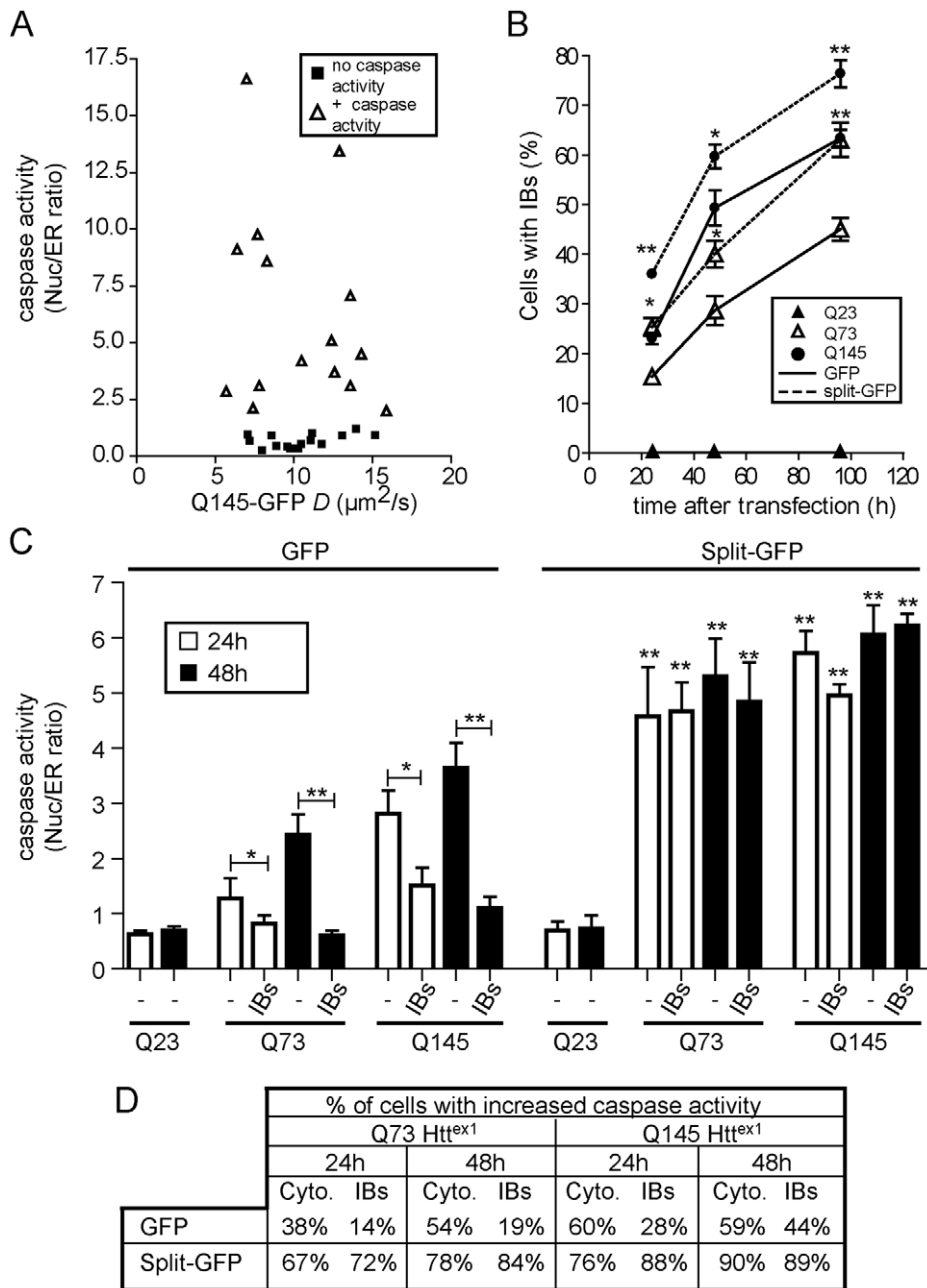 A
17.5
15.0
12.5
10.0
7.5
5.0
2.5
0.0
caspase activity
(Nuc/ER ratio)
no caspase
activity
+ caspase
actvity
0 5 10 15 20
Q145-GFP D (µm2/s)
B
80
70
60
50
40
30
20
10
0
Cells with IBs (%)
**
*
**
**
*
*
Q23
Q73
Q145
GFP
split-GFP
0 20 40 60 80 100 120
time after transfection (h)
C
GFP
Split-GFP
7
6
5
4
3
2
1
0
caspase activity
(Nuc/ER ratio)
24h
48h
* ** * ** ** ** ** ** ** ** ** **
- - - IBs - IBs - IBs - IBs - - - IBs - IBs - IBs - IBs
Q23 Q73 Q145 Q23 Q73 Q145
D
% of cells with increased caspase activity
Q73 Httex1 Q145 Httex1
24h 48h 24h 48h
Cyto. IBs Cyto. IBs Cyto. IBs Cyto. IBs
GFP 38% 14% 54% 19% 60% 28% 59% 44%
Split-GFP 67% 72% 78% 84% 76% 88% 90% 89%